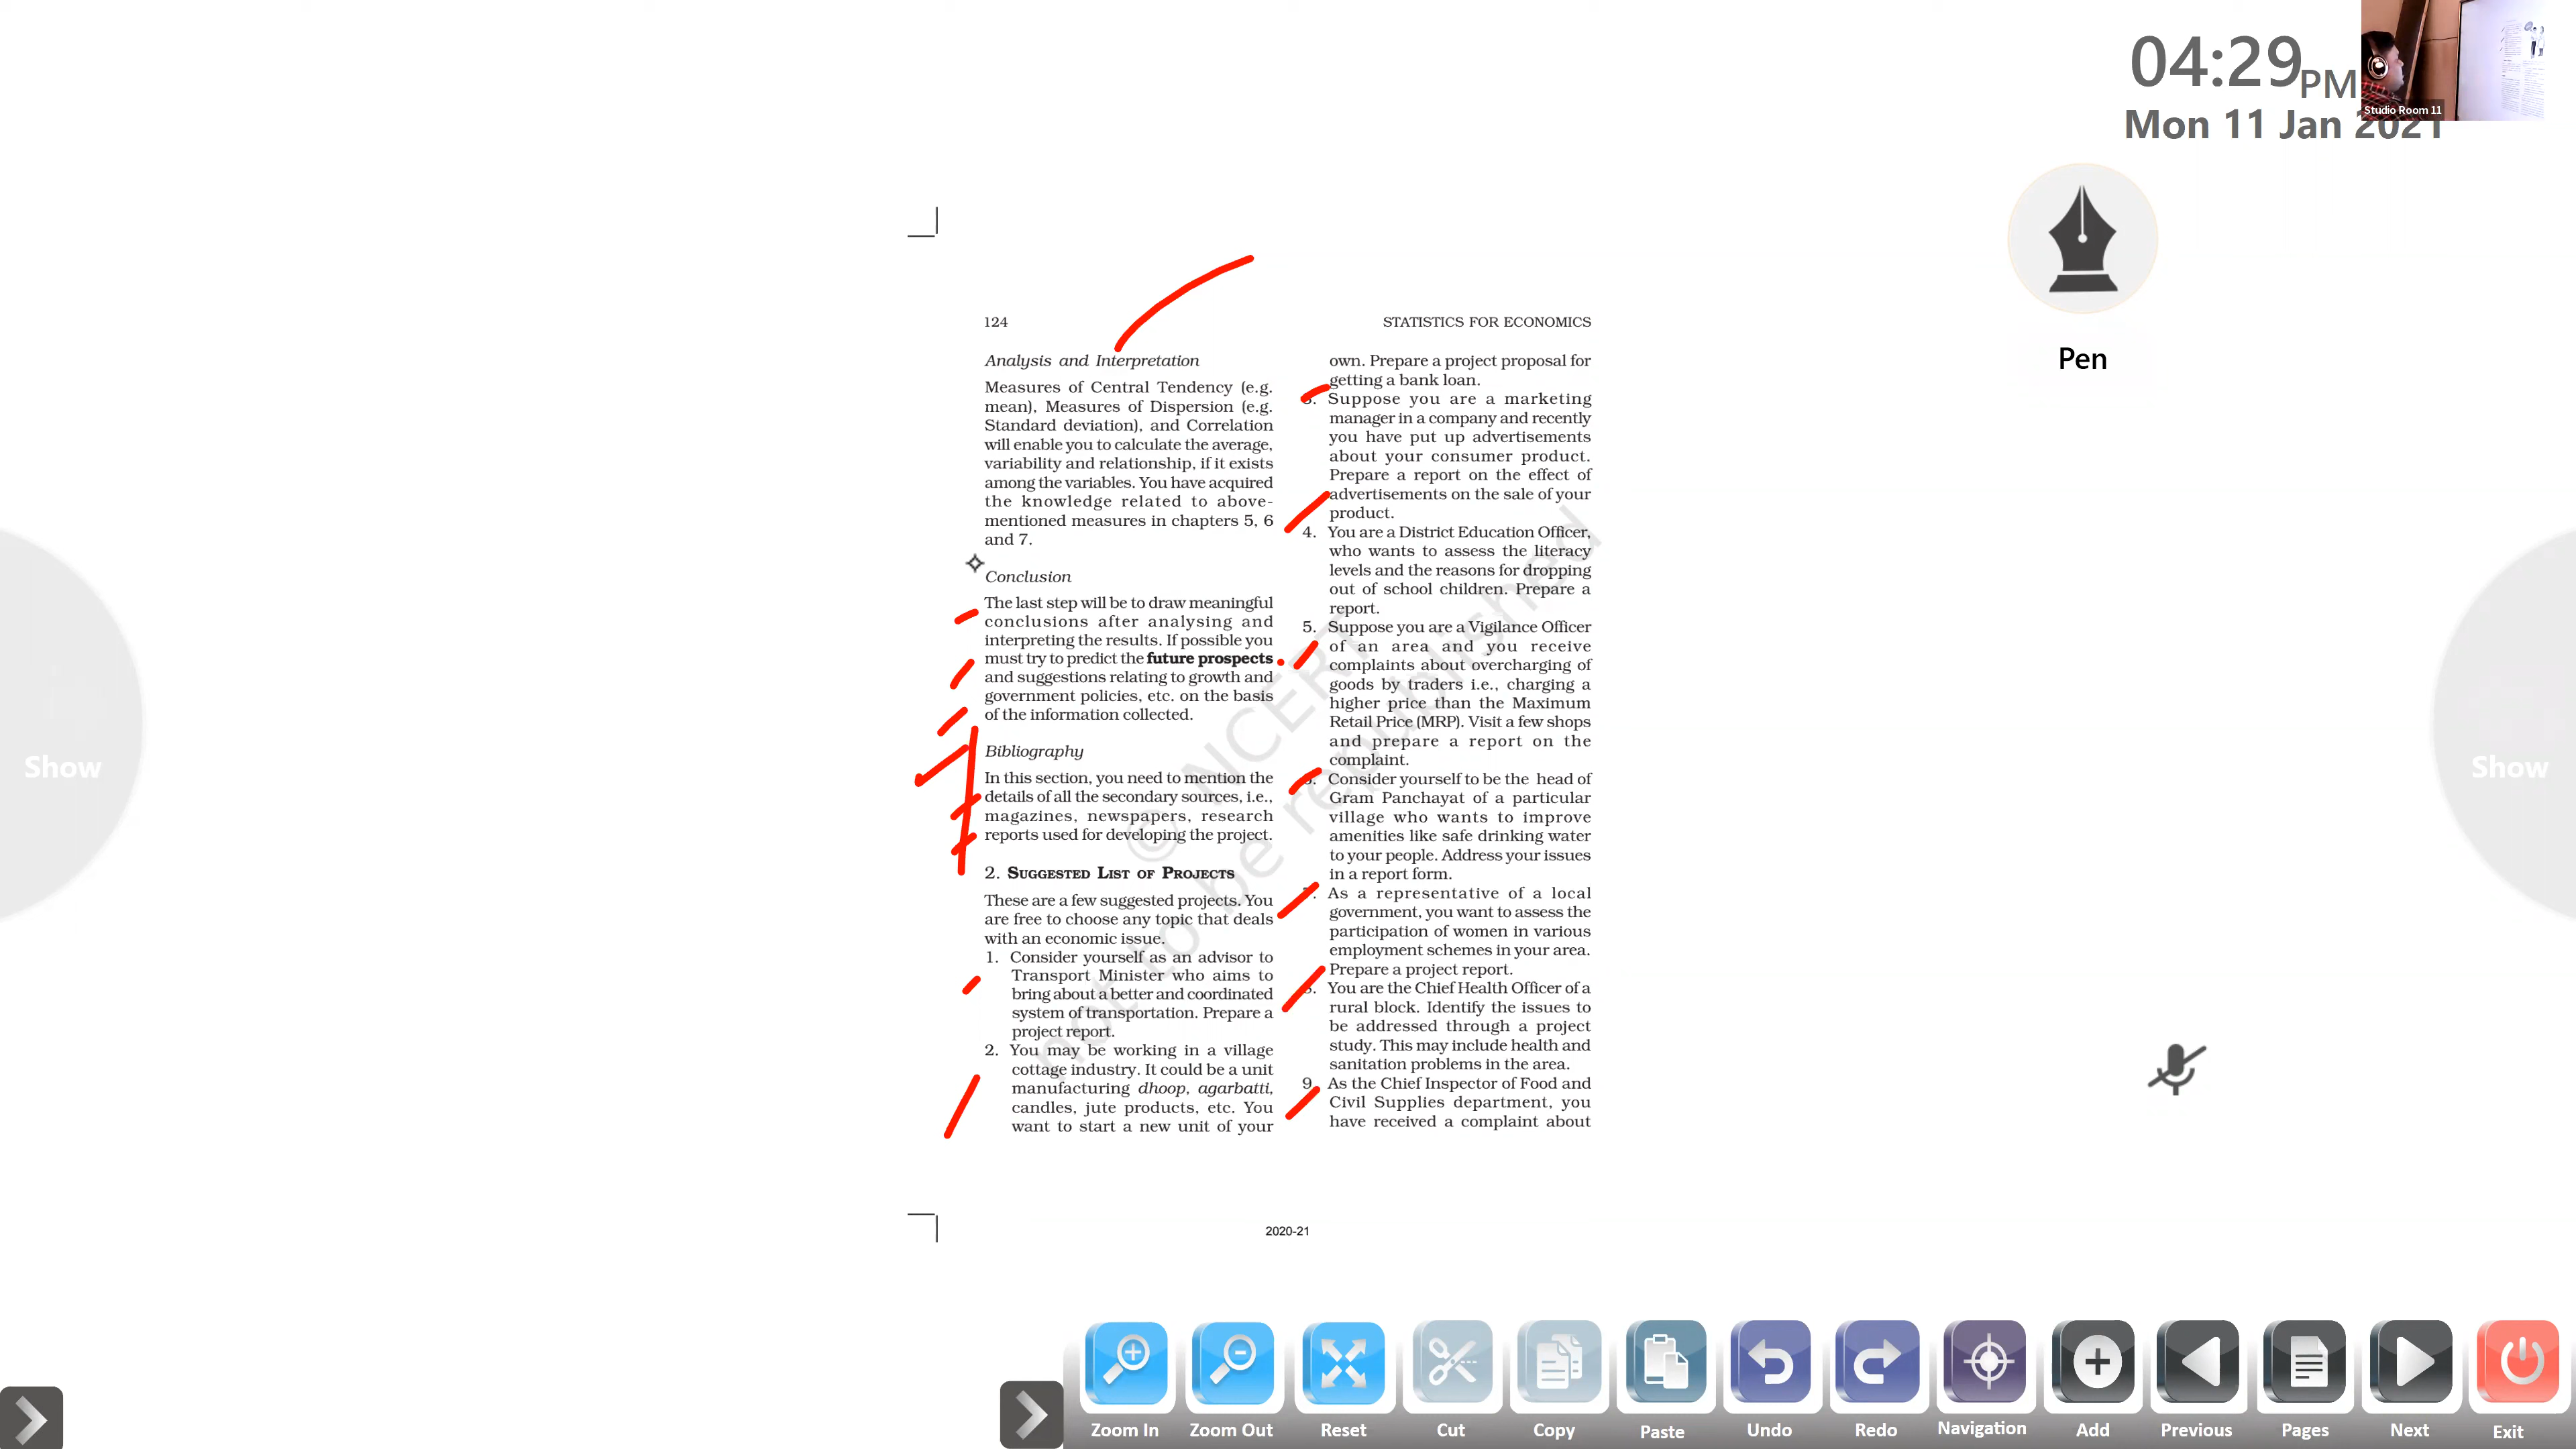 04:29PM
Studio Room 11
Mon 11 Jan 2021
Pen
124
STATISTICS FOR ECONOMICS
Analysis and Interpretation
Measures of Central Tendency (e.g.
mean), Measures of Dispersion (e.g.
Standard deviation), and Correlation
will enable you to calculate the average,
variability and relationship, if it exists
among the variables. You have acquired
the knowledge related to above-
mentioned measures in chapters 5, 6
and 7.
Conclusion
The last step will be to draw meaningful
conclusions after analysing and
interpreting the results. If possible you
must try to predict the future prospects
and suggestions relating to growth and
government policies, etc. on the basis
of the information collected.
Bibliography
In this section, you need to mention the
details of all the secondary sources, i.e.,
magazines, newspapers, research
reports used for developing the project.
2. SUGGESTED LIST OF PROJECTS
These are a few suggested projects. You
are free to choose any topic that deals
with an economic issue.
1. Consider yourself as an advisor to
Transport Minister who aims to
bring about a better and coordinated
system of transportation. Prepare a
project report.
2. You may be working in a village
cottage industry. It could be a unit
manufacturing dhoop, agarbatti,
candles, jute products, etc. You
want to start a new unit of your
own. Prepare a project proposal for
getting a bank loan.
3. Suppose you are a marketing
manager in a company and recently
you have put up advertisements
about your consumer product.
Prepare a report on the effect of
advertisements on the sale of your
product.
4. You are a District Education Officer,
who wants to assess the literacy
levels and the reasons for dropping
out of school children. Prepare a
report.
5. Suppose you are a Vigilance Officer
of an area and you receive
complaints about overcharging of
goods by traders i.e., charging a
higher price than the Maximum
Retail Price (MRP). Visit a few shops
and prepare a report on the
complaint.
6. Consider yourself to be the head of
Gram Panchayat of a particular
village who wants to improve
amenities like safe drinking water
to your people. Address your issues
in a report form.
7. As a representative of a local
government, you want to assess the
participation of women in various
employment schemes in your area.
Prepare a project report.
8. You are the Chief Health Officer of a
rural block. Identify the issues to
be addressed through a project
study. This may include health and
sanitation problems in the area.
9. As the Chief Inspector of Food and
Civil Supplies department, you
have received a complaint about
© NCERT
not to be republished
2020-21
Show
Show
Zoom In
Zoom Out
Reset
Cut
Copy
Paste
Undo
Redo
Navigation
Add
Previous
Pages
Next
Exit